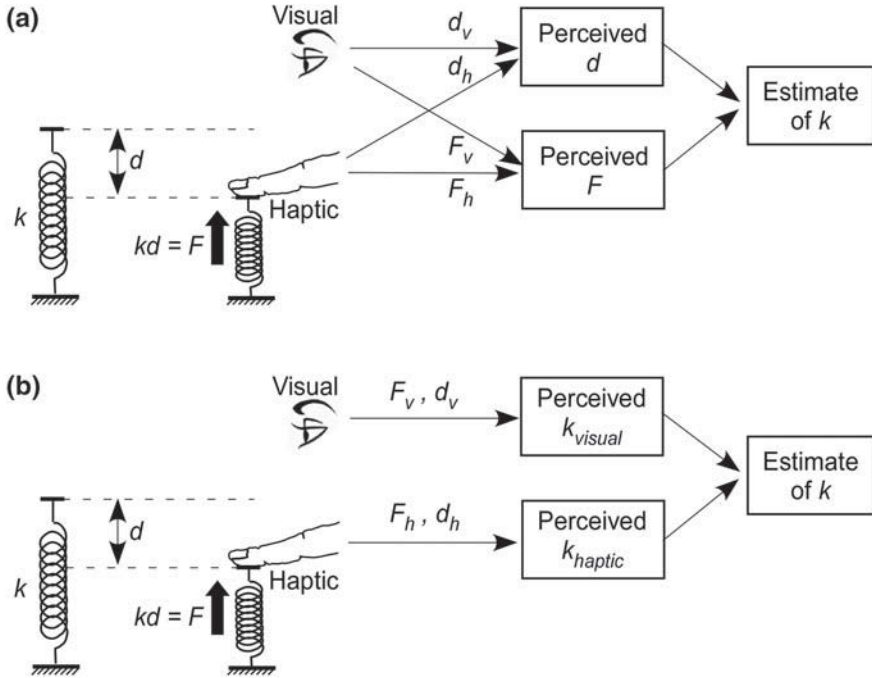 (a)
Visual
d_v
d_h
Perceived
d
Estimate
of k
F_v
F_h
Perceived
F
d
k
Haptic
kd = F
(b)
Visual
F_v , d_v
Perceived
k_visual
Estimate
of k
F_h , d_h
Perceived
k_haptic
d
k
Haptic
kd = F